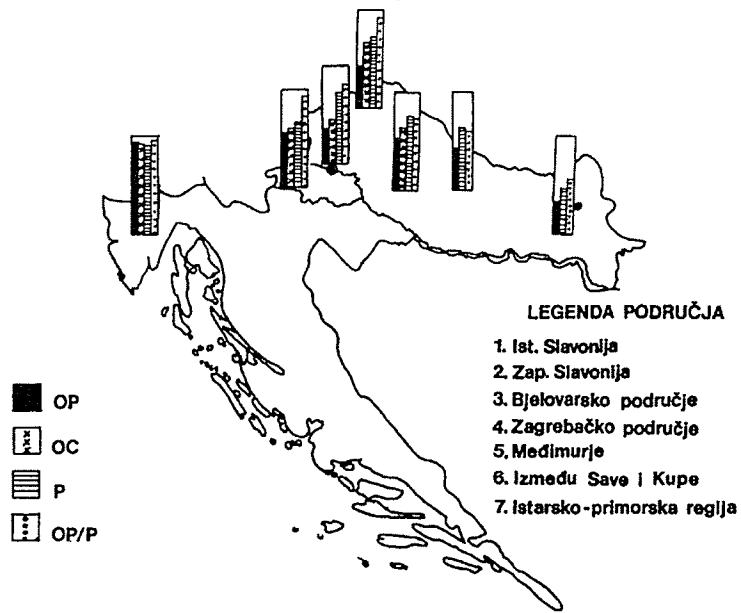 LEGENDA PODRUČJA
1. Ist. Slavonija
2. Zap. Slavonija
3. Bjelovarsko područje
4. Zagrebačko područje
5. Međimurje
6. Između Save i Kupe
7. Istarsko-primorska regija
OP
OC
P
OP/P